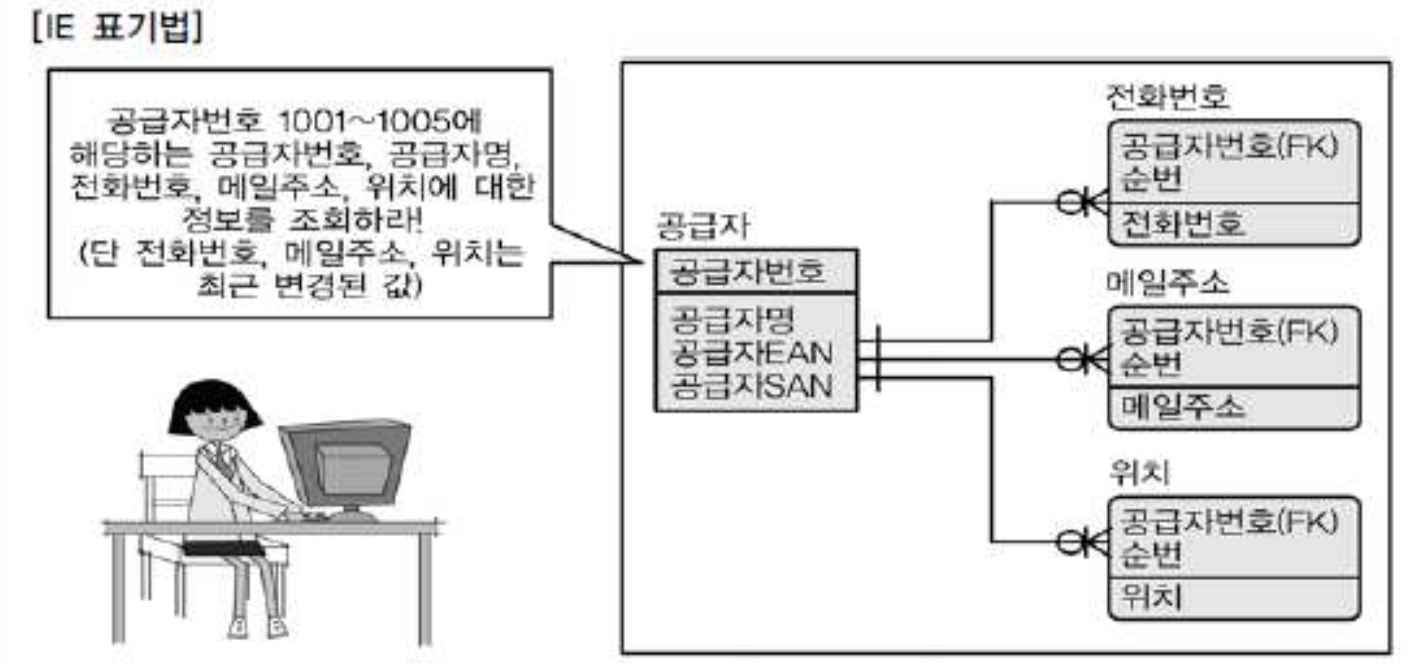 [IE 표기법]
공급자번호 1001~1005에
해당하는 공급자번호, 공급자명,
전화번호, 메일주소, 위치에 대한
정보를 조회하라!
(단 전화번호, 메일주소, 위치는
최근 변경된 값)
공급자
공급자번호
공급자명
공급자EAN
공급자SAN
전화번호
공급자번호(FK)
순번
전화번호
메일주소
공급자번호(FK)
순번
메일주소
위치
공급자번호(FK)
순번
위치